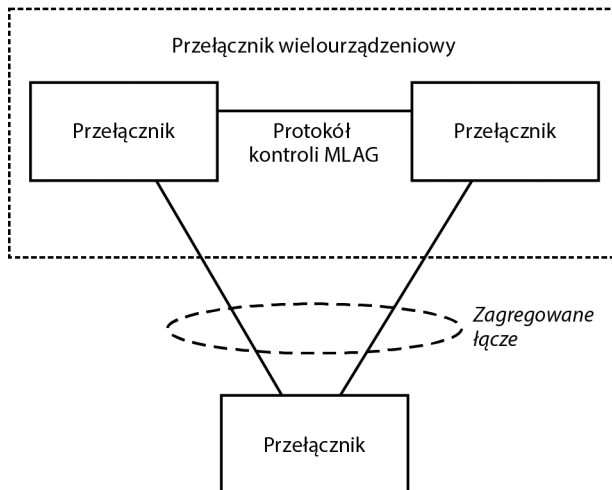 Przełącznik wielourządzeniowy
Przełącznik
Protokół
kontroli MLAG
Przełącznik
Zagregowane
łącze
Przełącznik